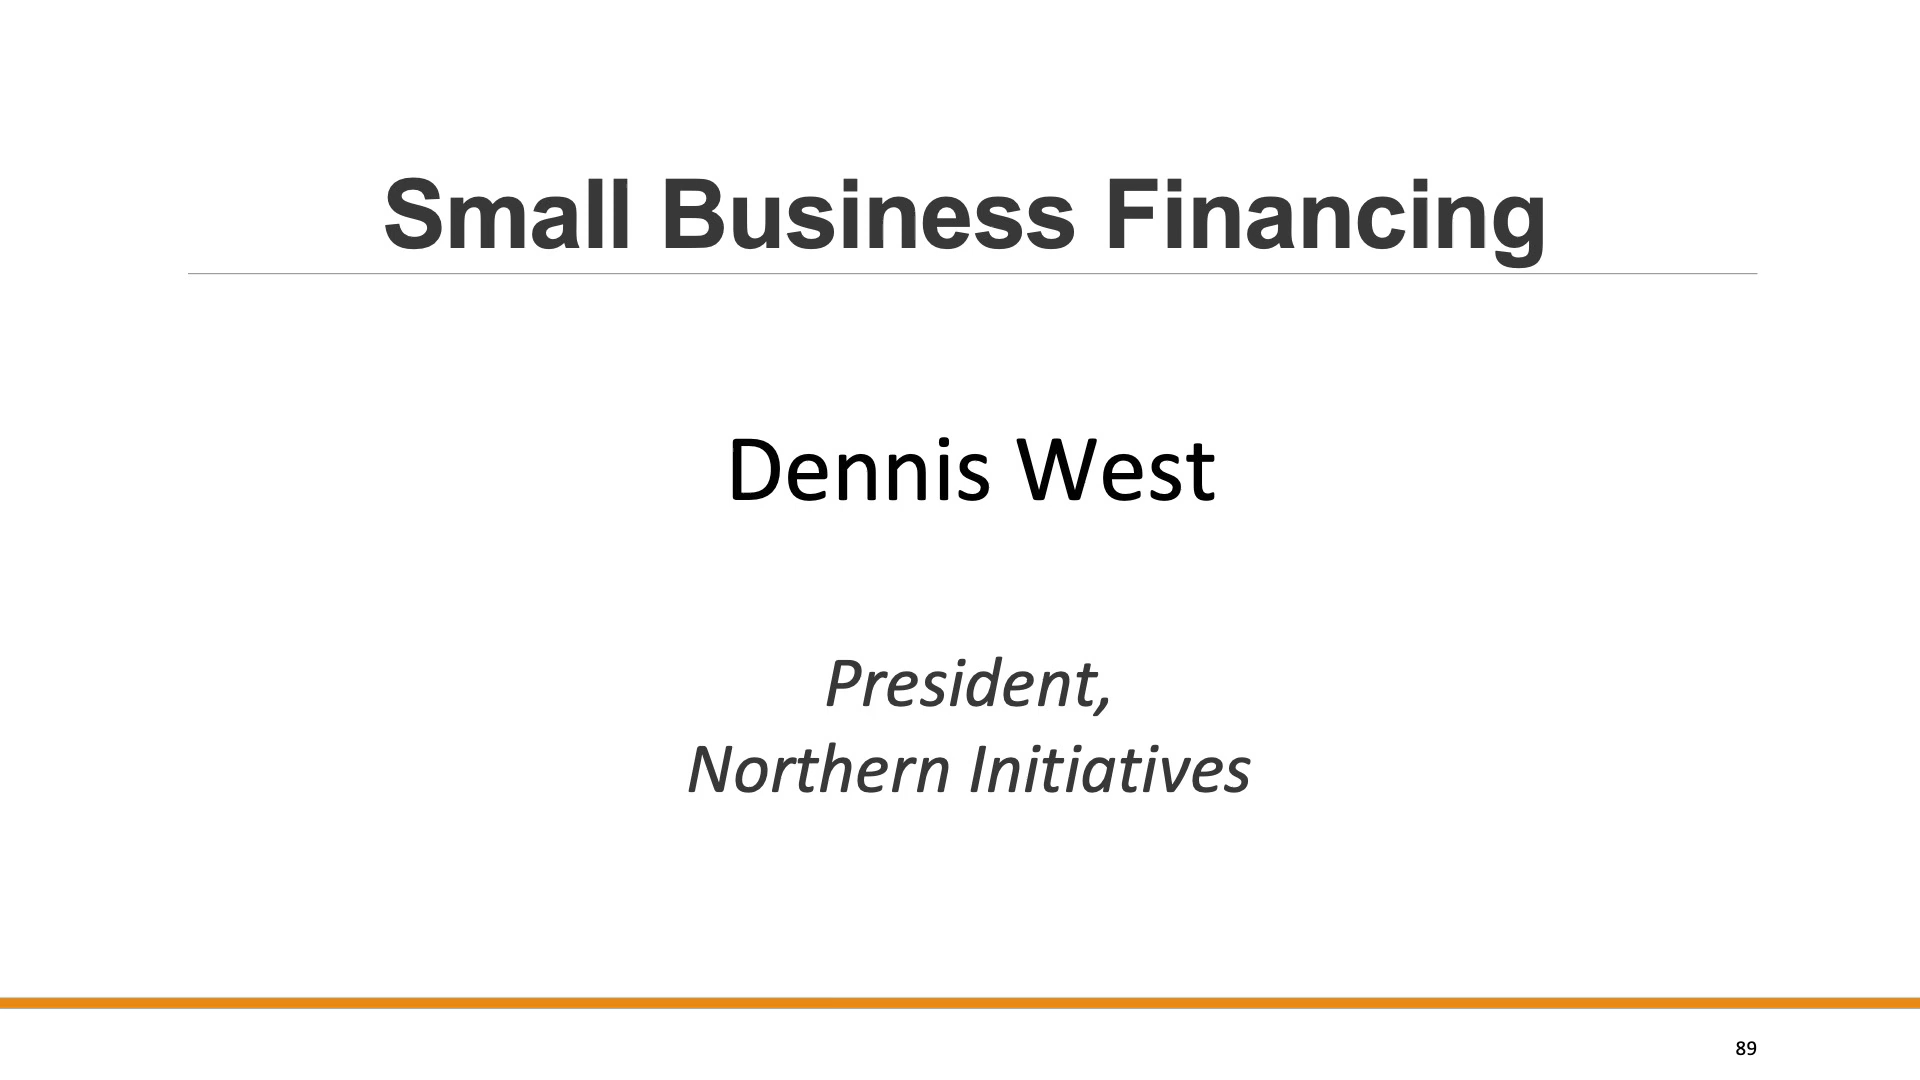 Small Business Financing
Dennis West
President,
Northern Initiatives
89